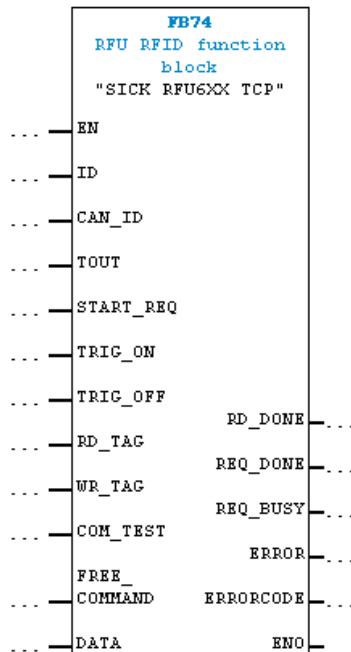 FB74
RFU RFID function
block
"SICK RFU6XX TCP"
... EN
... ID
... CAN_ID
... TOUT
... START_REQ
... TRIG_ON
... TRIG_OFF
RD_DONE ...
... RD_TAG
REQ_DONE ...
... WR_TAG
REQ_BUSY ...
... COM_TEST
ERROR ...
FREE_
... COMMAND ERRORCODE ...
... DATA ENO